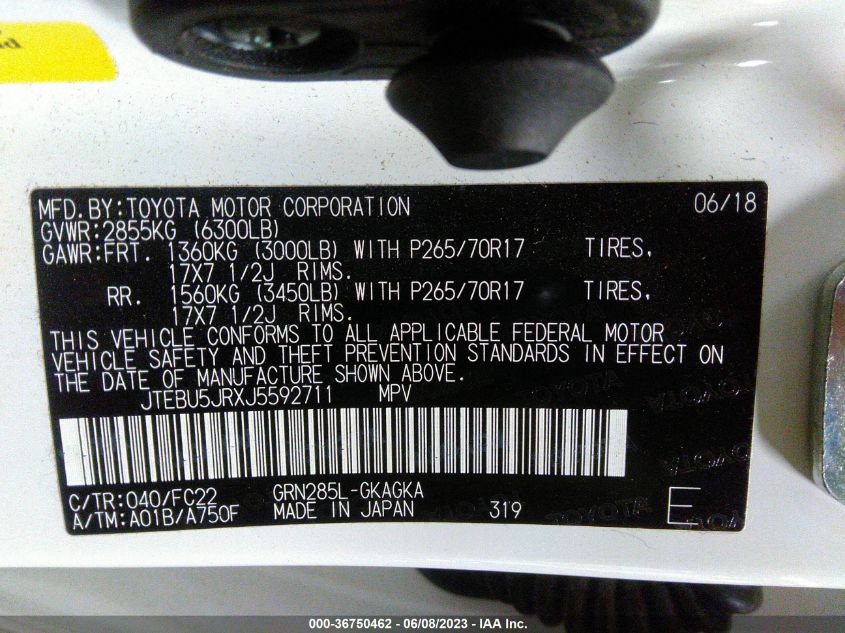 MFD.BY:TOYOTA MOTOR CORPORATION 06/18
GVWR:2855KG (6300LB)
GAWR:FRT. 1360KG (3000LB) WITH P265/70R17 TIRES,
17X7 1/2J RIMS.
RR. 1560KG (3450LB) WITH P265/70R17 TIRES,
17X7 1/2J RIMS.
THIS VEHICLE CONFORMS TO ALL APPLICABLE FEDERAL MOTOR
VEHICLE SAFETY AND THEFT PREVENTION STANDARDS IN EFFECT ON
THE DATE OF MANUFACTURE SHOWN ABOVE.
JTEBU5JRXJ5592711 MPV
C/TR:040/FC22 GRN285L-GKAGKA
A/TM:A01B/A750F MADE IN JAPAN 319 E
TOYOTA
000-36750462 - 06/08/2023 - IAA Inc.